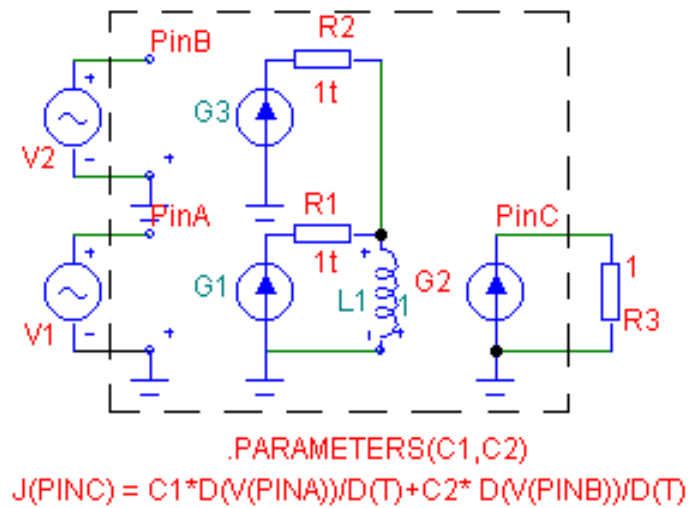 PinB
R2
1t
G3
V2
PinA
R1
1t
PinC
G1
L1
1
G2
1
R3
V1
.PARAMETERS(C1,C2)
J(PINC) = C1*D(V(PINA))/D(T)+C2* D(V(PINB))/D(T)